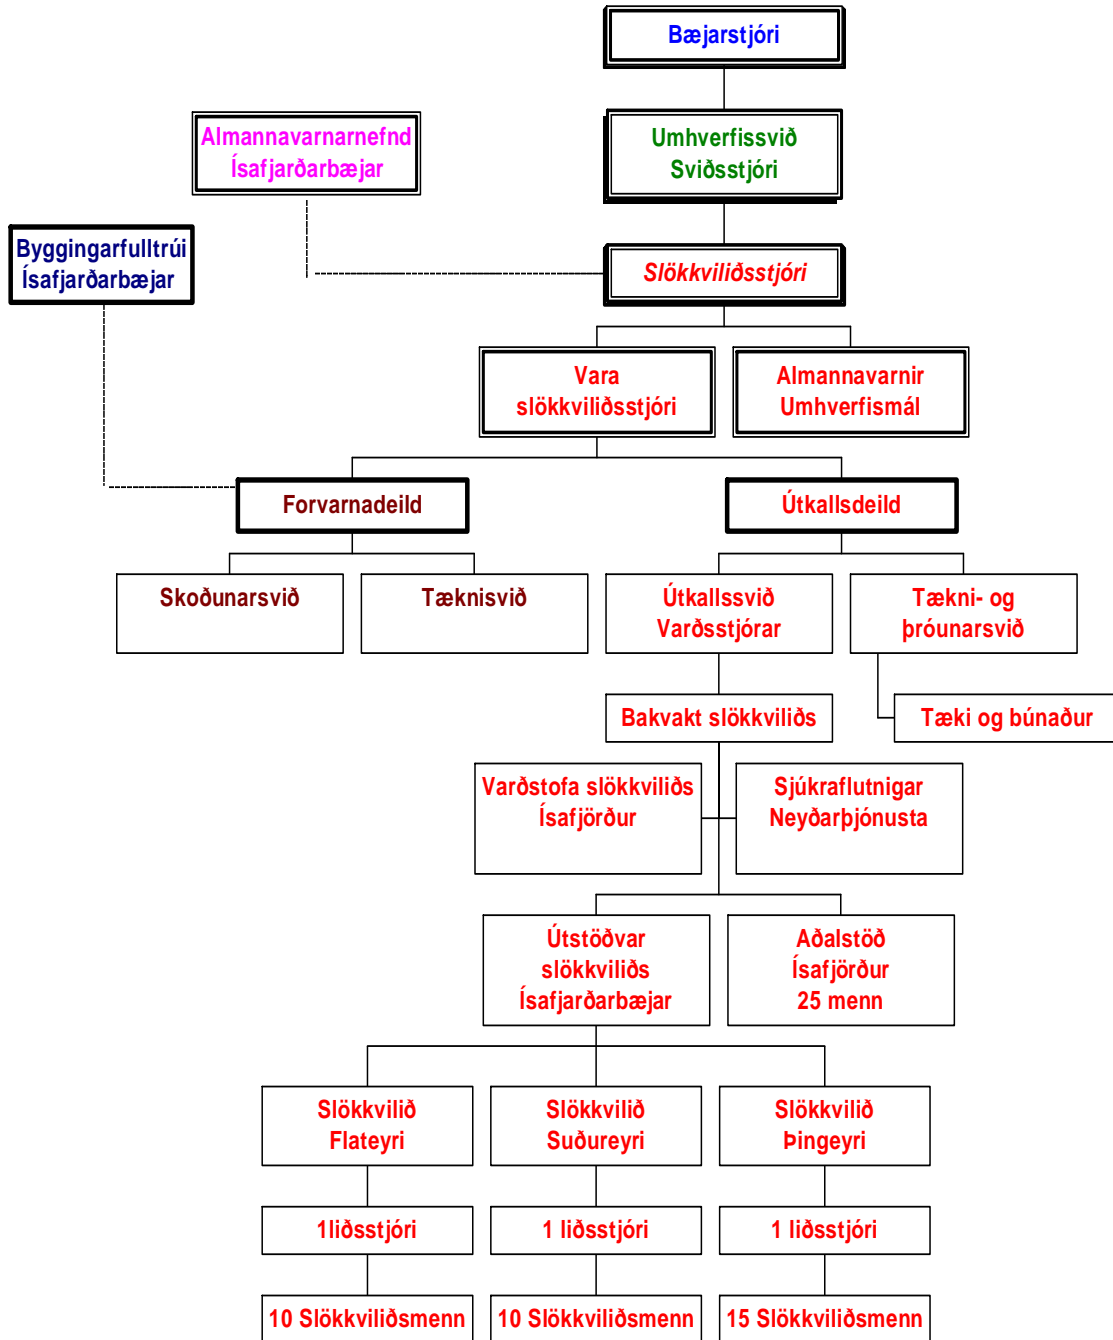 Bæjarstjóri
Umhverfissvið
Sviðsstjóri
Almannavarnarnefnd
Ísafjarðarbæjar
Byggingarfulltrúi
Ísafjarðarbæjar
Slökkviliðsstjóri
Vara
slökkviliðsstjóri
Almannavarnir
Umhverfismál
Forvarnadeild
Útkallsdeild
Skoðunarsvið
Tæknisvið
Útkallssvið
Varðsstjórar
Tækni- og
þróunarsvið
Bakvakt slökkviliðs
Tæki og búnaður
Varðstofa slökkviliðs
Ísafjörður
Sjúkraflutnigar
Neyðarþjónusta
Útstöðvar
slökkviliðs
Ísafjarðarbæjar
Aðalstöð
Ísafjörður
25 menn
Slökkvilið
Flateyri
Slökkvilið
Suðureyri
Slökkvilið
Þingeyri
1liðsstjóri
1 liðsstjóri
1 liðsstjóri
10 Slökkviliðsmenn
10 Slökkviliðsmenn
15 Slökkviliðsmenn